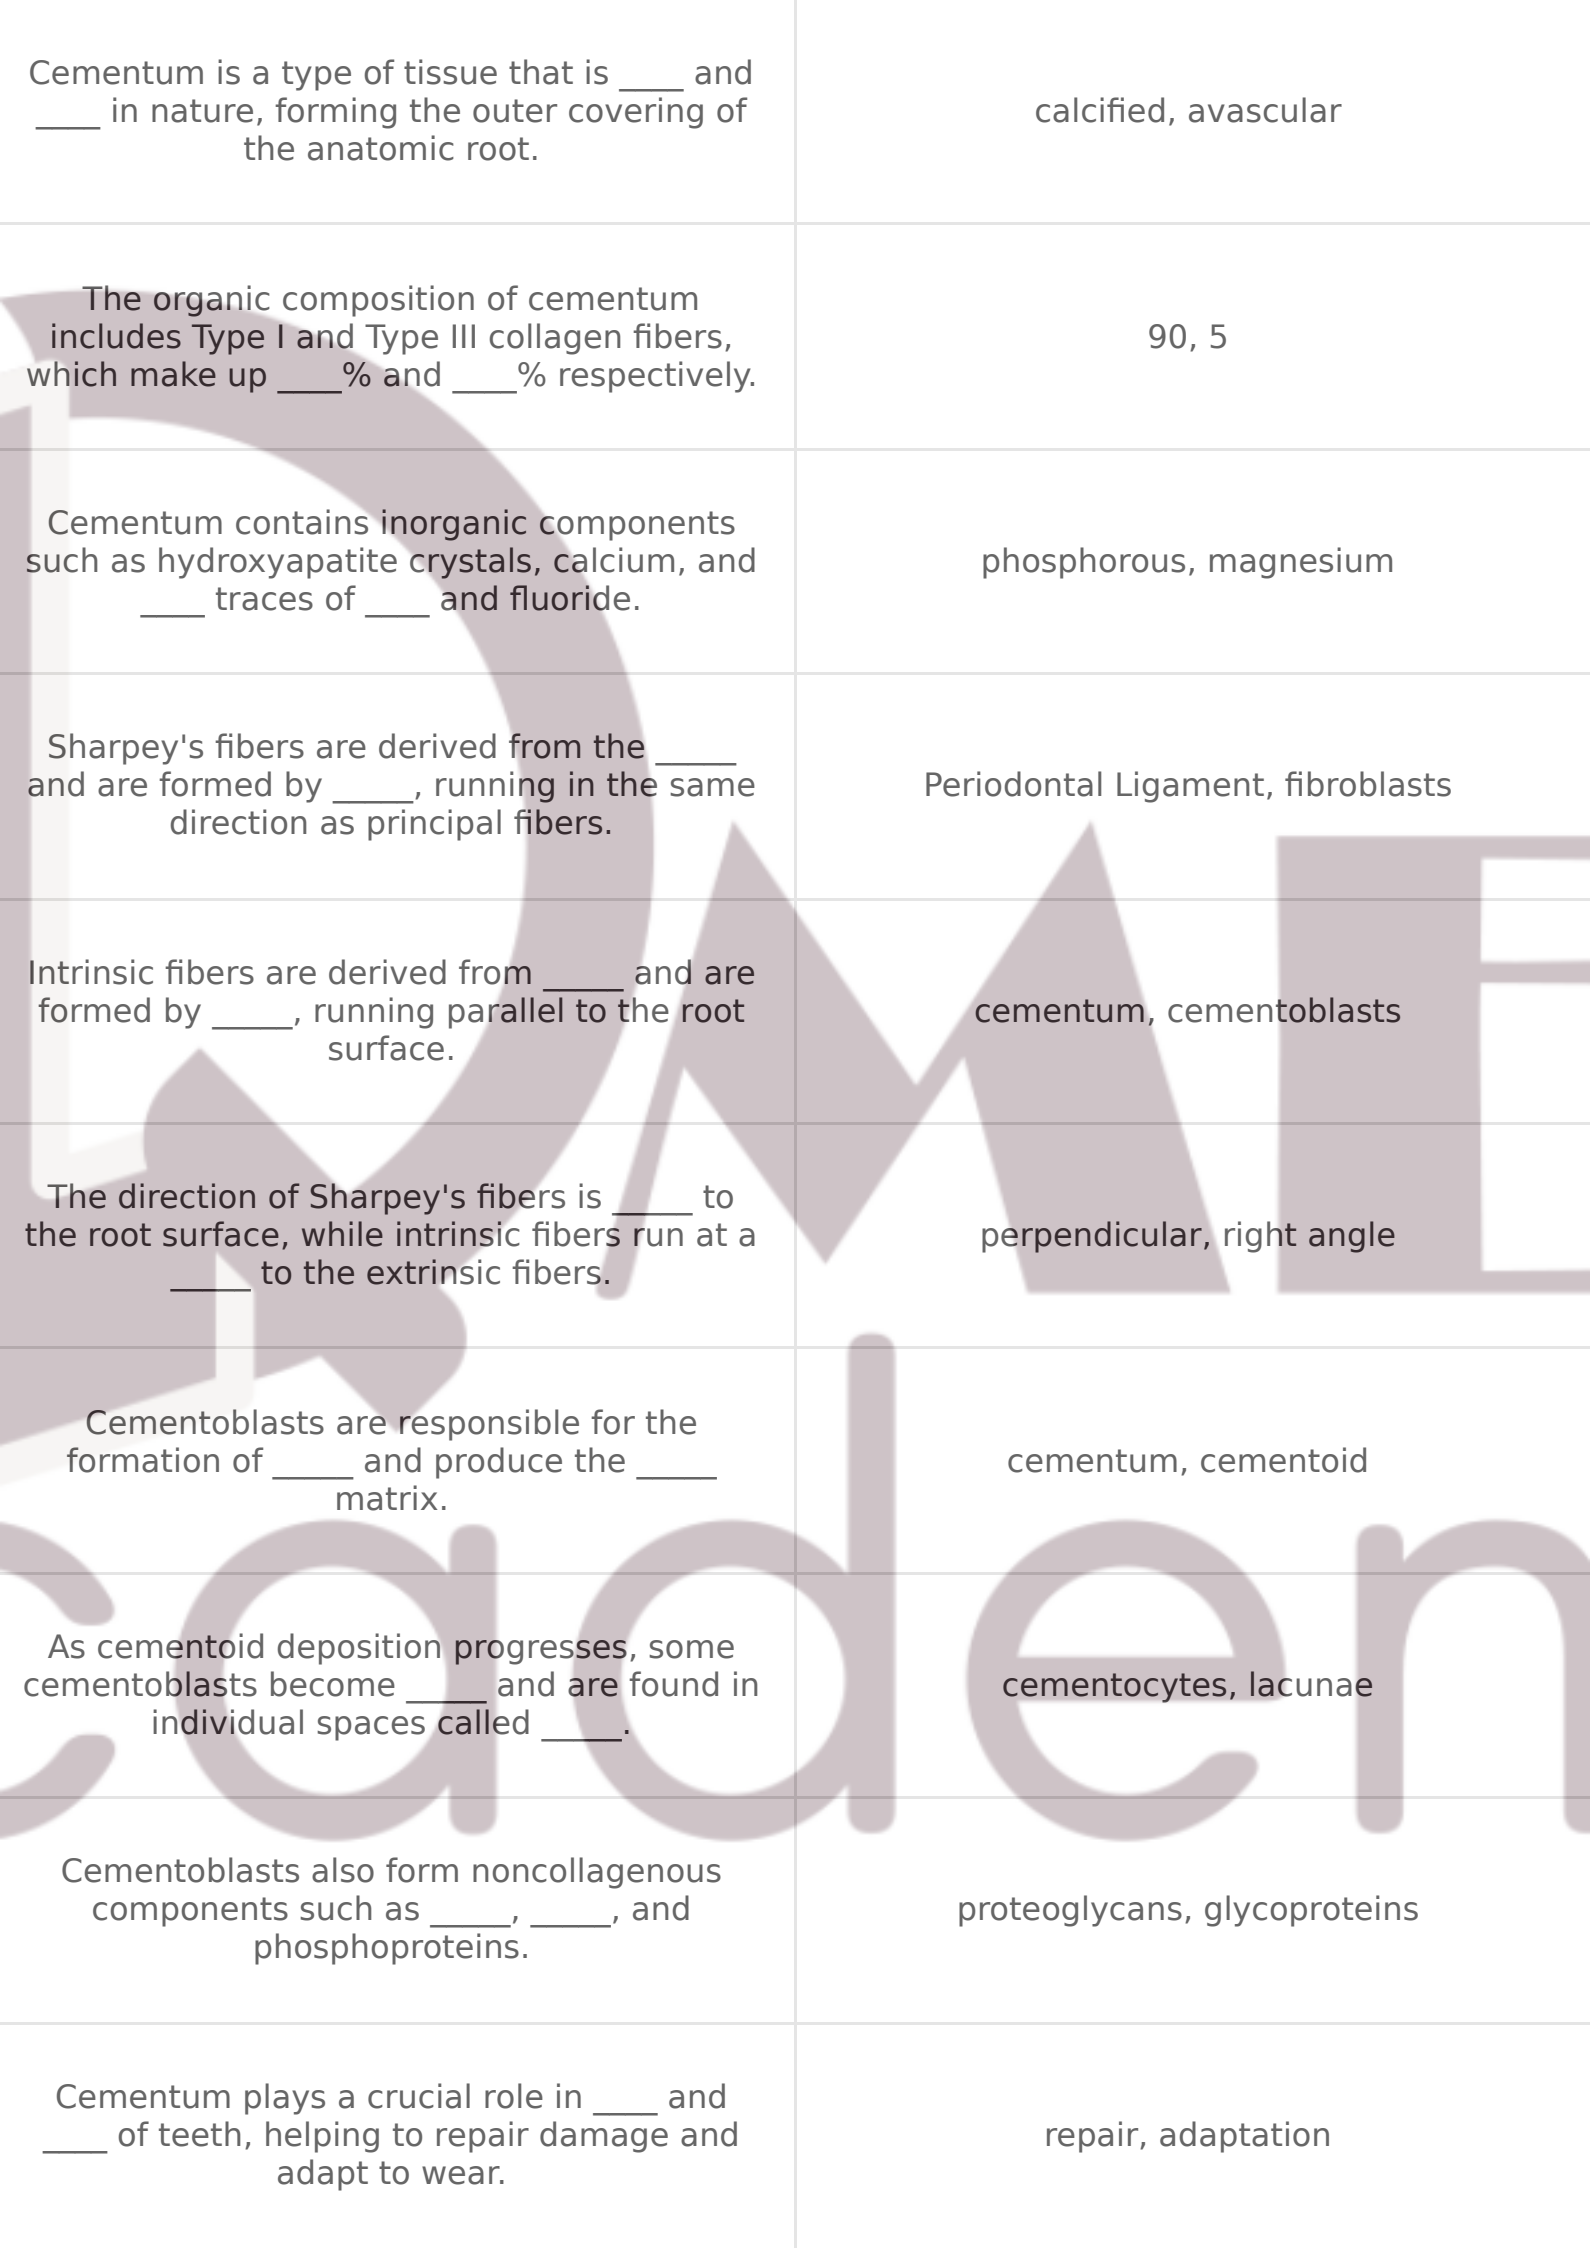 Cementum is a type of tissue that is ____ and
____ in nature, forming the outer covering of
the anatomic root.
calcified, avascular
The organic composition of cementum
includes Type I and Type III collagen fibers,
which make up ____% and ____% respectively.
90, 5
Cementum contains inorganic components
such as hydroxyapatite crystals, calcium, and
____ traces of ____ and fluoride.
phosphorous, magnesium
Sharpey's fibers are derived from the _____
and are formed by _____, running in the same
direction as principal fibers.
Periodontal Ligament, fibroblasts
Intrinsic fibers are derived from _____ and are
formed by _____, running parallel to the root
surface.
cementum, cementoblasts
The direction of Sharpey's fibers is _____ to
the root surface, while intrinsic fibers run at a
_____ to the extrinsic fibers.
perpendicular, right angle
Cementoblasts are responsible for the
formation of _____ and produce the _____
matrix.
cementum, cementoid
As cementoid deposition progresses, some
cementoblasts become _____ and are found in
individual spaces called _____.
cementocytes, lacunae
Cementoblasts also form noncollagenous
components such as _____, _____, and
phosphoproteins.
proteoglycans, glycoproteins
Cementum plays a crucial role in ____ and
____ of teeth, helping to repair damage and
adapt to wear.
repair, adaptation
ME
caden